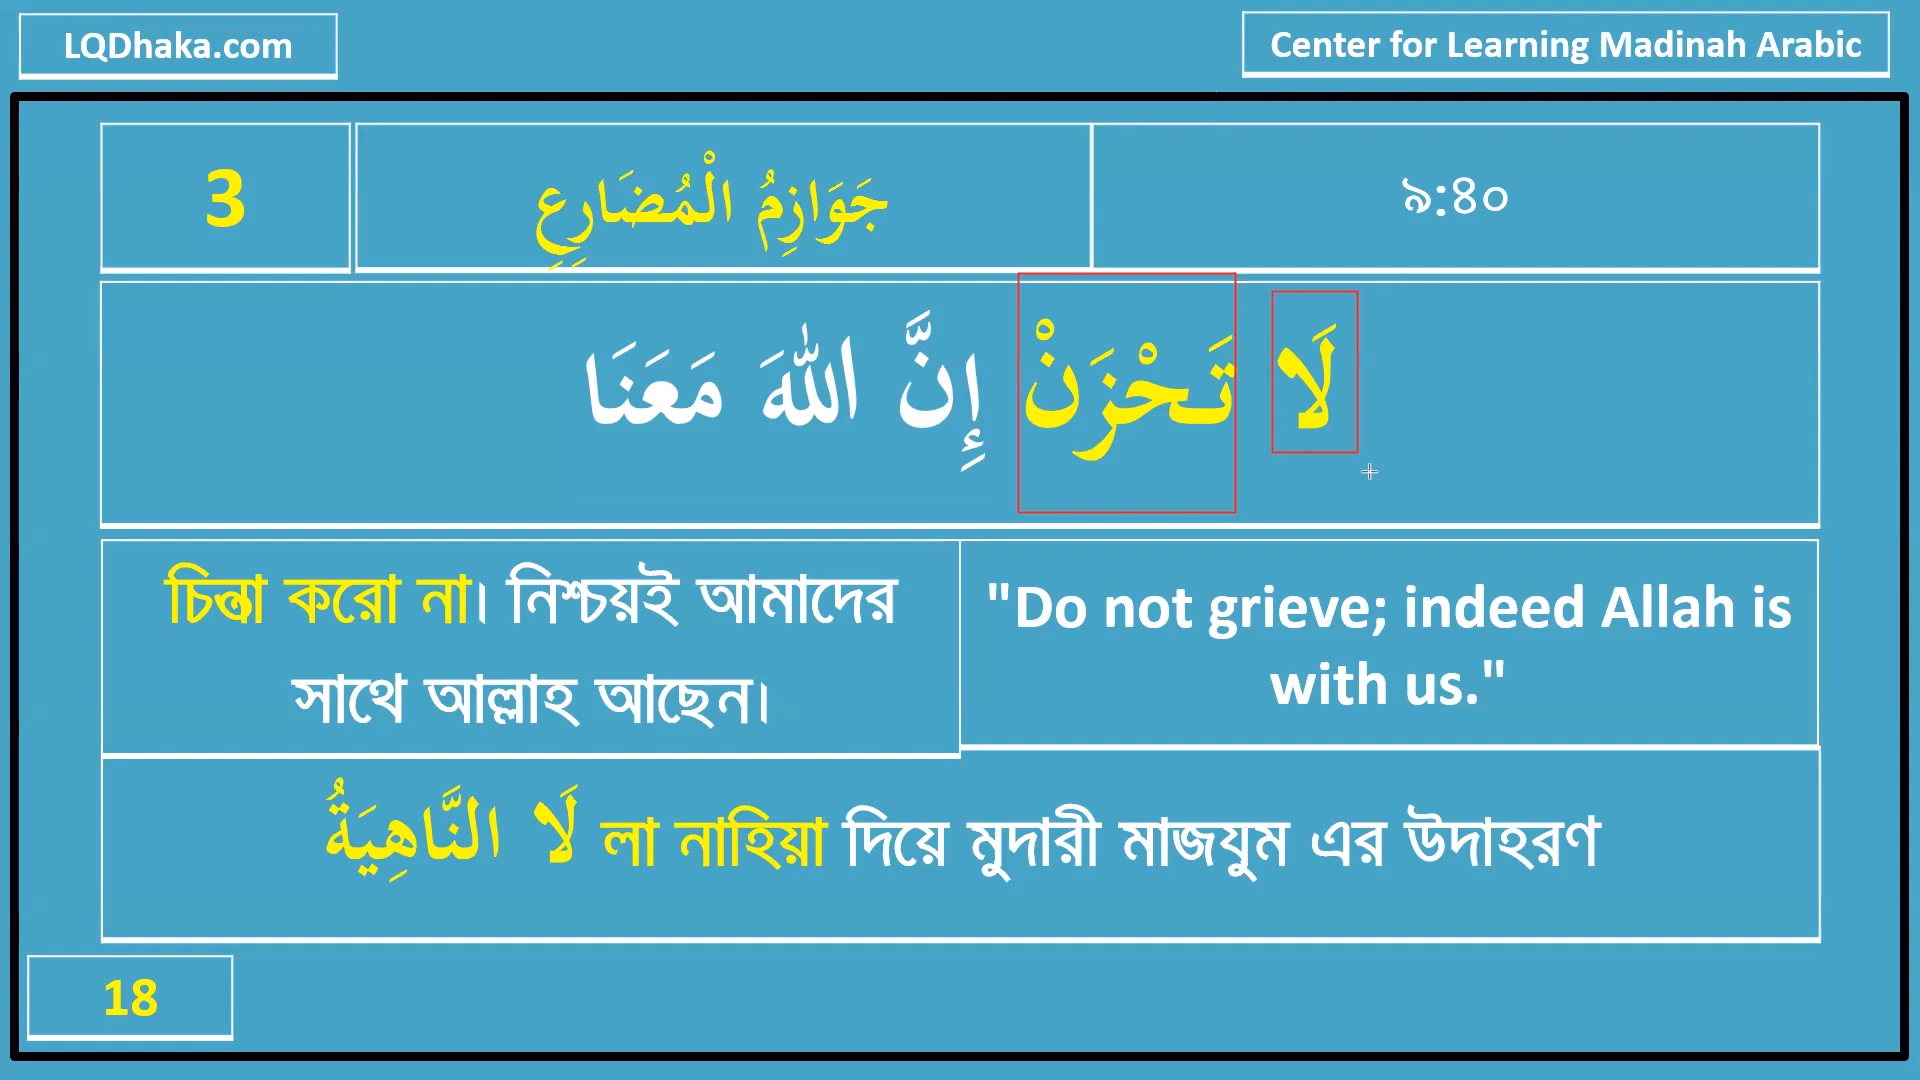 LQDhaka.com
Center for Learning Madinah Arabic
3
جَوَازِمُ الْمُضَارِعِ
৯:৪০
لَا تَحْزَنْ إِنَّ اللَّهَ مَعَنَا
চিন্তা করো না। নিশ্চয়ই আমাদের
সাথে আল্লাহ আছেন।
"Do not grieve; indeed Allah is
with us."
لَا النَّاهِيَةُ লা নাহিয়া দিয়ে মুদারী মাজযুম এর উদাহরণ
18